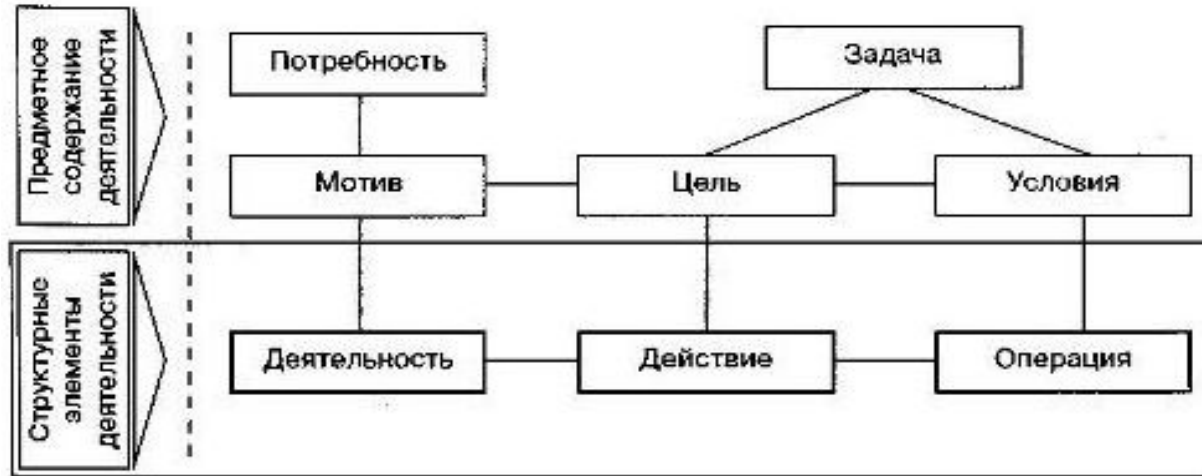 Предметное
содержание
деятельности
Потребность
Задача
Мотив
Цель
Условия
Структурные
элементы
деятельности
Деятельность
Действие
Операция